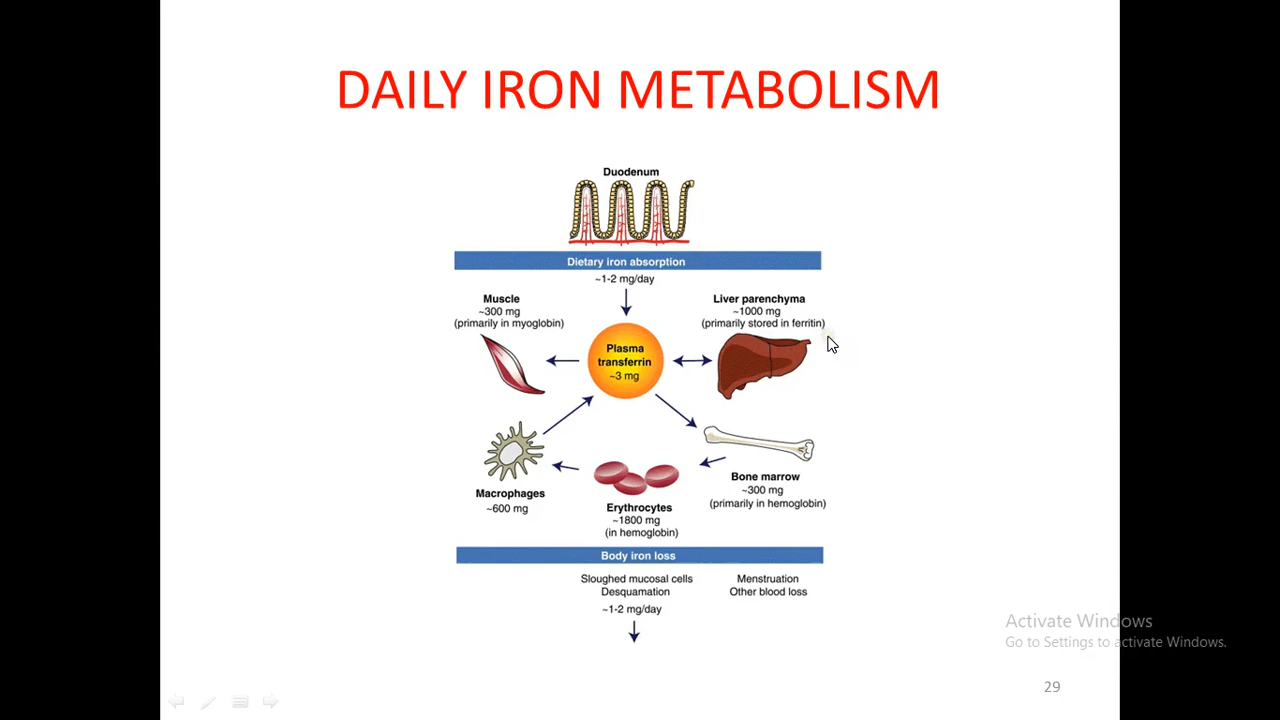 DAILY IRON METABOLISM
Duodenum
Dietary iron absorption
~1-2 mg/day
Muscle
~300 mg
(primarily in myoglobin)
Liver parenchyma
~1000 mg
(primarily stored in ferritin)
Plasma
transferrin
~3 mg
Macrophages
~600 mg
Erythrocytes
~1800 mg
(in hemoglobin)
Bone marrow
~300 mg
(primarily in hemoglobin)
Body iron loss
Sloughed mucosal cells
Desquamation
~1-2 mg/day
Menstruation
Other blood loss
Activate Windows
Go to Settings to activate Windows.
29